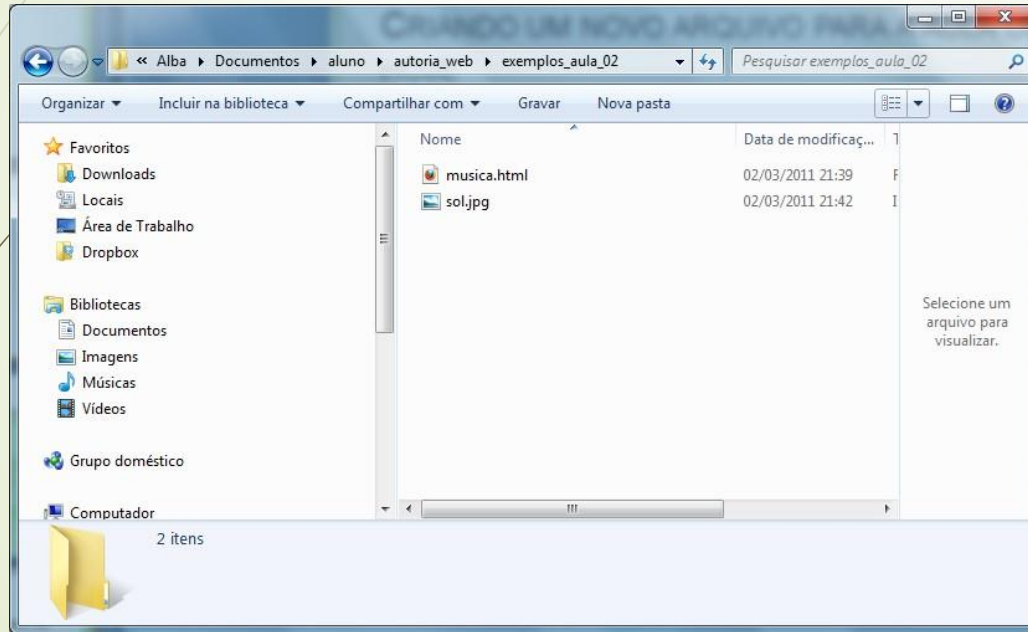 CRIANDO UM NOVO ARQUIVO PARA A
« Alba ▸ Documentos ▸ aluno ▸ autoria_web ▸ exemplos_aula_02
Pesquisar exemplos_aula_02
Organizar Incluir na biblioteca Compartilhar com Gravar Nova pasta
Favoritos
Downloads
Locais
Área de Trabalho
Dropbox
Bibliotecas
Documentos
Imagens
Músicas
Vídeos
Grupo doméstico
Computador
Nome Data de modificaç... T
musica.html 02/03/2011 21:39 F
sol.jpg 02/03/2011 21:42 I
Selecione um
arquivo para
visualizar.
2 itens